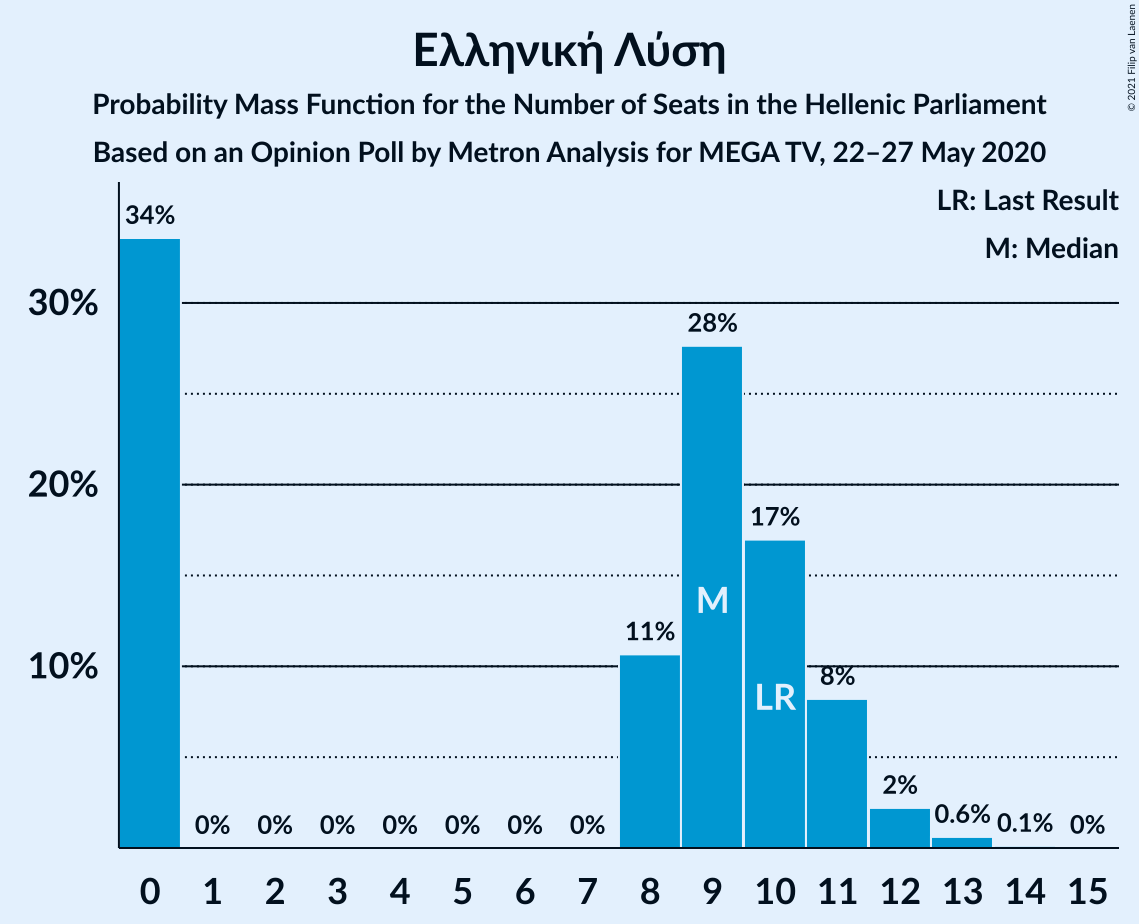 Ελληνική Λύση
Probability Mass Function for the Number of Seats in the Hellenic Parliament
Based on an Opinion Poll by Metron Analysis for MEGA TV, 22–27 May 2020
© 2021 Filip van Laenen
LR: Last Result
M: Median
34%
30%
28%
20%
17%
M
11%
10%
8%
LR
2%
0% 0% 0% 0% 0% 0% 0% 0.6% 0.1% 0%
0 1 2 3 4 5 6 7 8 9 10 11 12 13 14 15